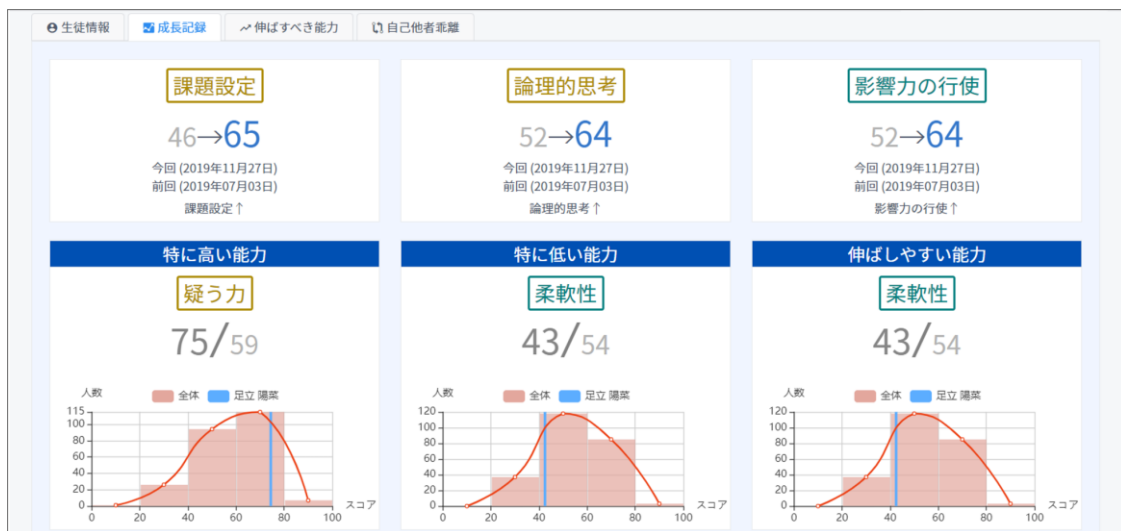 生徒情報
成長記録
伸ばすべき能力
自己他者乖離
課題設定
46→65
今回 (2019年11月27日)
前回 (2019年07月03日)
課題設定↑
論理的思考
52→64
今回 (2019年11月27日)
前回 (2019年07月03日)
論理的思考↑
影響力の行使
52→64
今回 (2019年11月27日)
前回 (2019年07月03日)
影響力の行使↑
特に高い能力
疑う力
75/59
人数
全体
足立 陽菜
115
100
80
60
40
20
0
0 20 40 60 80 100
スコア
特に低い能力
柔軟性
43/54
人数
全体
足立 陽菜
120
100
80
60
40
20
0
0 20 40 60 80 100
スコア
伸ばしやすい能力
柔軟性
43/54
人数
全体
足立 陽菜
120
100
80
60
40
20
0
0 20 40 60 80 100
スコア